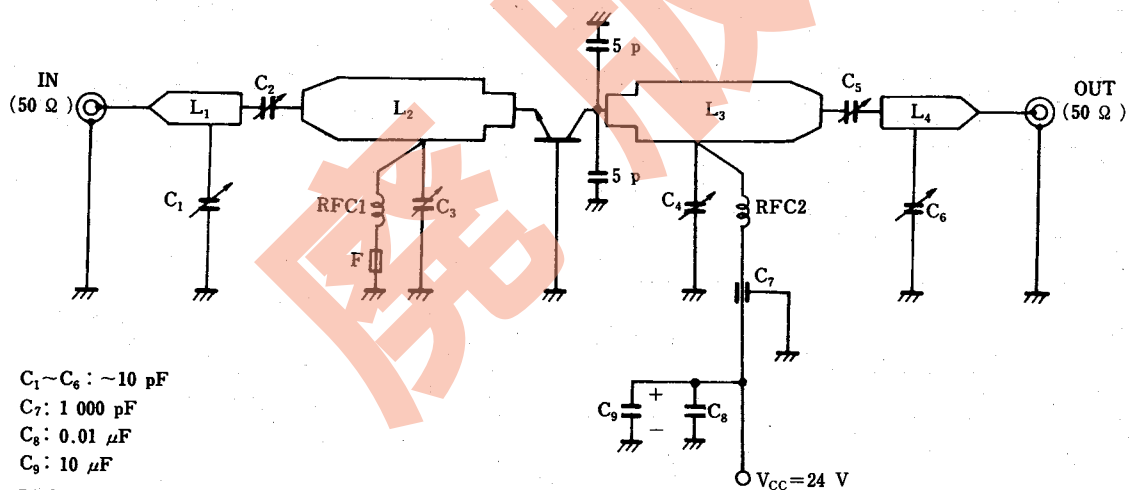 IN
(50 Ω)
L₁
C₁
C₂
L₂
RFC1
F
C₃
5 p
5 p
L₃
C₄
RFC2
C₇
C₅
L₄
C₆
OUT
(50 Ω)
C₉
+
−
C₈
V_CC=24 V
C₁~C₆ : ~10 pF
C₇: 1 000 pF
C₈: 0.01 μF
C₉: 10 μF